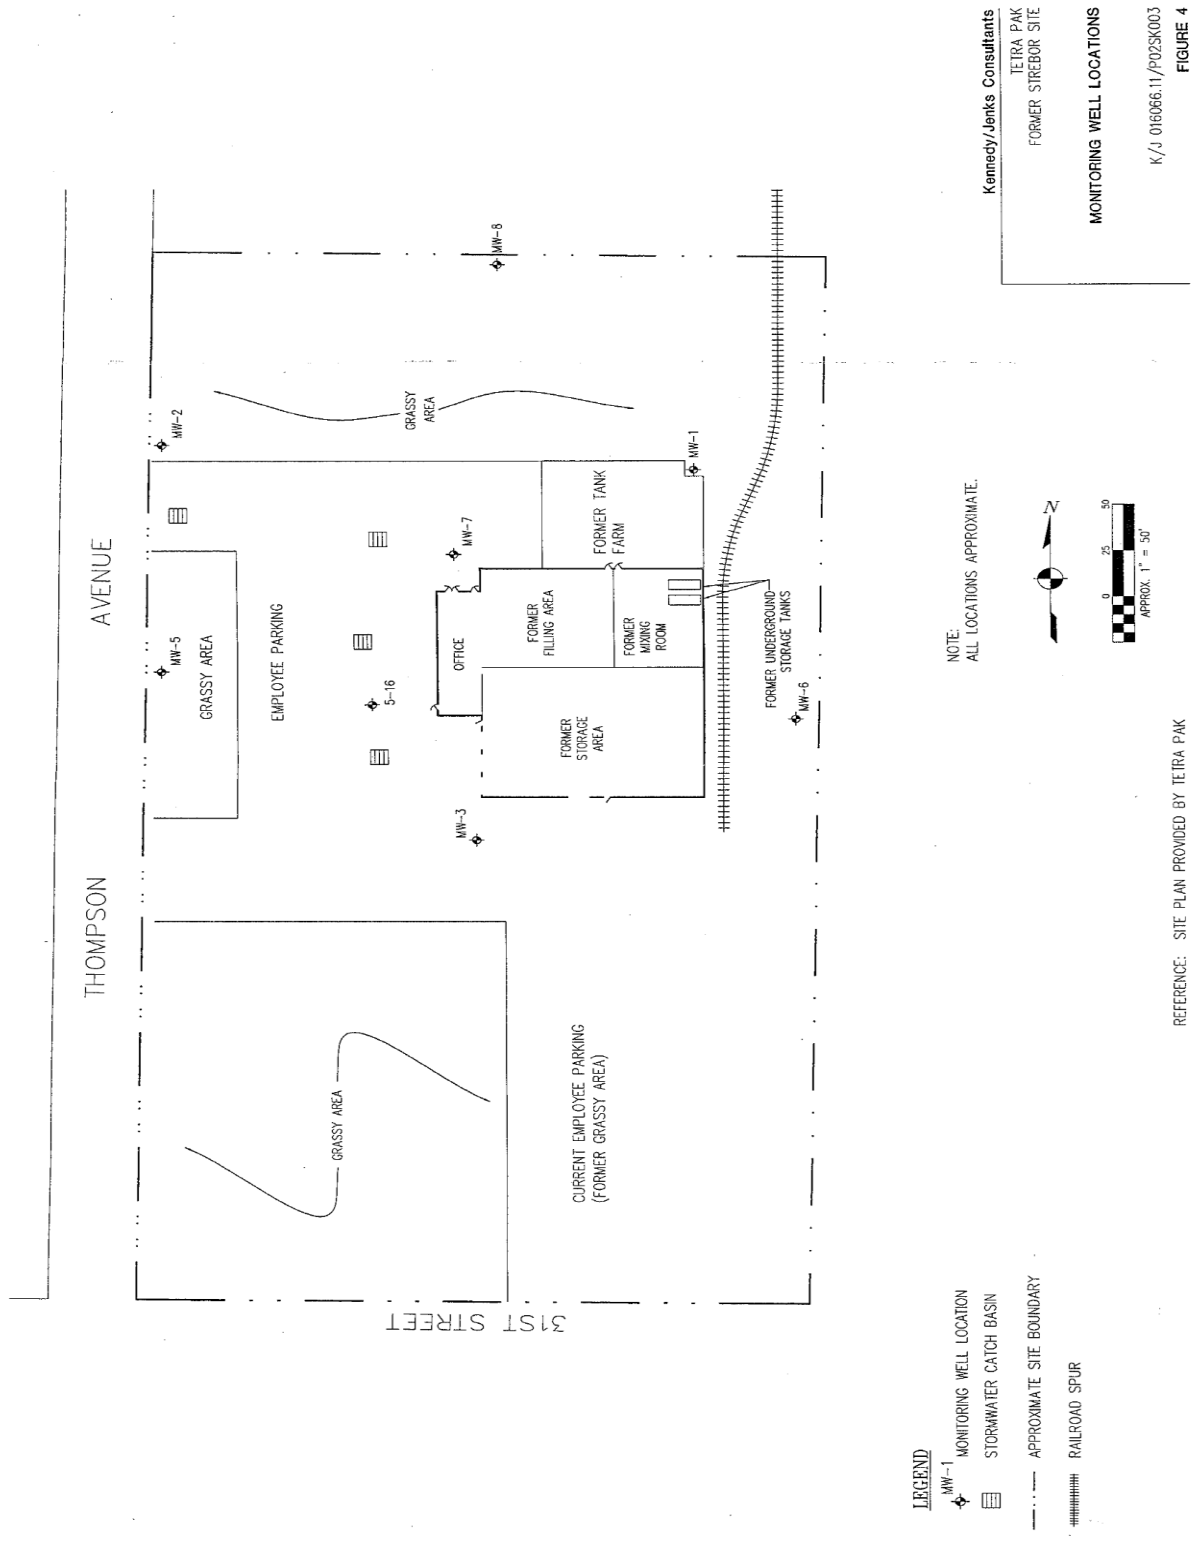 THOMPSON
AVENUE
31ST STREET
MW-2
MW-5
GRASSY AREA
EMPLOYEE PARKING
5-16
MW-7
MW-3
MW-8
GRASSY
AREA
MW-1
FORMER TANK
FARM
OFFICE
FORMER
FILLING AREA
FORMER
MIXING
ROOM
FORMER
STORAGE
AREA
FORMER UNDERGROUND
STORAGE TANKS
MW-6
GRASSY AREA
CURRENT EMPLOYEE PARKING
(FORMER GRASSY AREA)
NOTE:
ALL LOCATIONS APPROXIMATE.
N
0 25 50
APPROX. 1" = 50'
LEGEND
MW-1
MONITORING WELL LOCATION
STORMWATER CATCH BASIN
APPROXIMATE SITE BOUNDARY
RAILROAD SPUR
REFERENCE: SITE PLAN PROVIDED BY TETRA PAK
Kennedy/Jenks Consultants
TETRA PAK
FORMER STREBOR SITE
MONITORING WELL LOCATIONS
K/J 016066.11/P02SK003
FIGURE 4